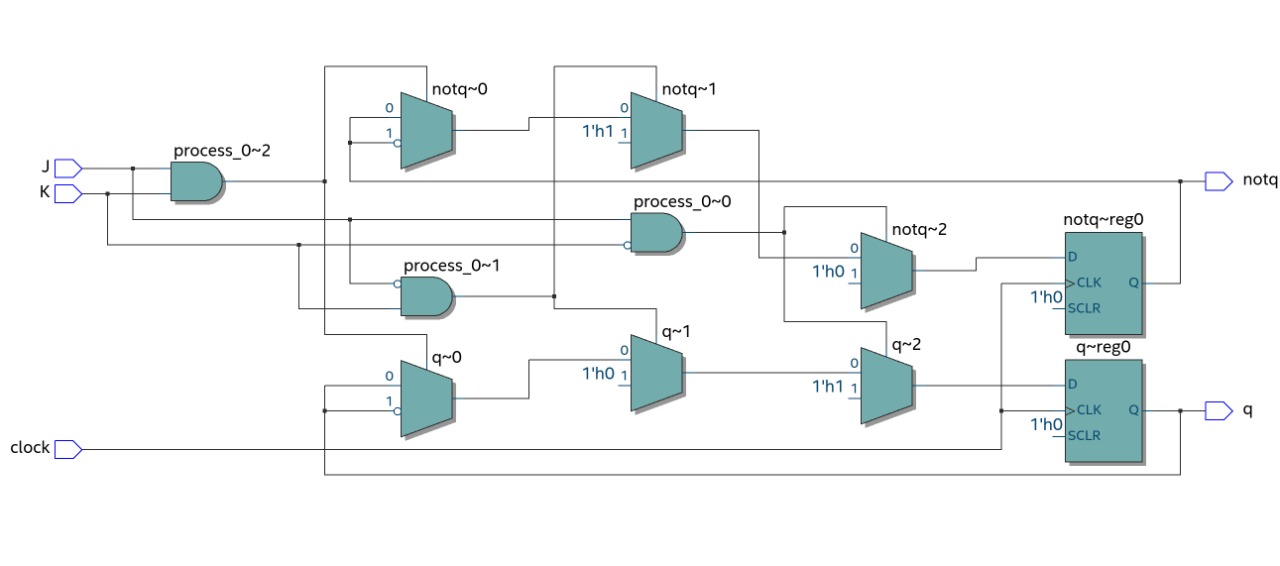 notq~0
notq~1
0
0
1
1'h1
1
process_0~2
J
K
notq
process_0~0
notq~2
notq~reg0
0
D
process_0~1
1'h0
1
CLK
Q
1'h0
SCLR
q~1
q~2
q~reg0
q~0
0
0
0
1'h0
1
1'h1
1
D
1
CLK
Q
q
1'h0
SCLR
clock